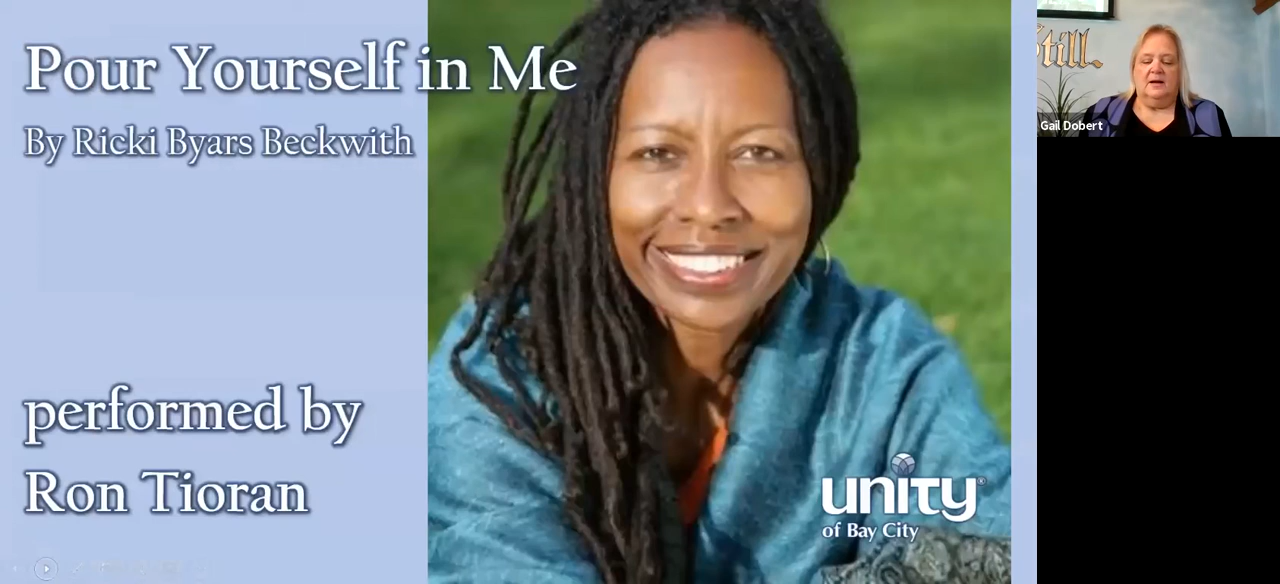 Pour Yourself in Me
By Ricki Byars Beckwith
performed by
Ron Tioran
unity®
of Bay City
Still.
Gail Dobert